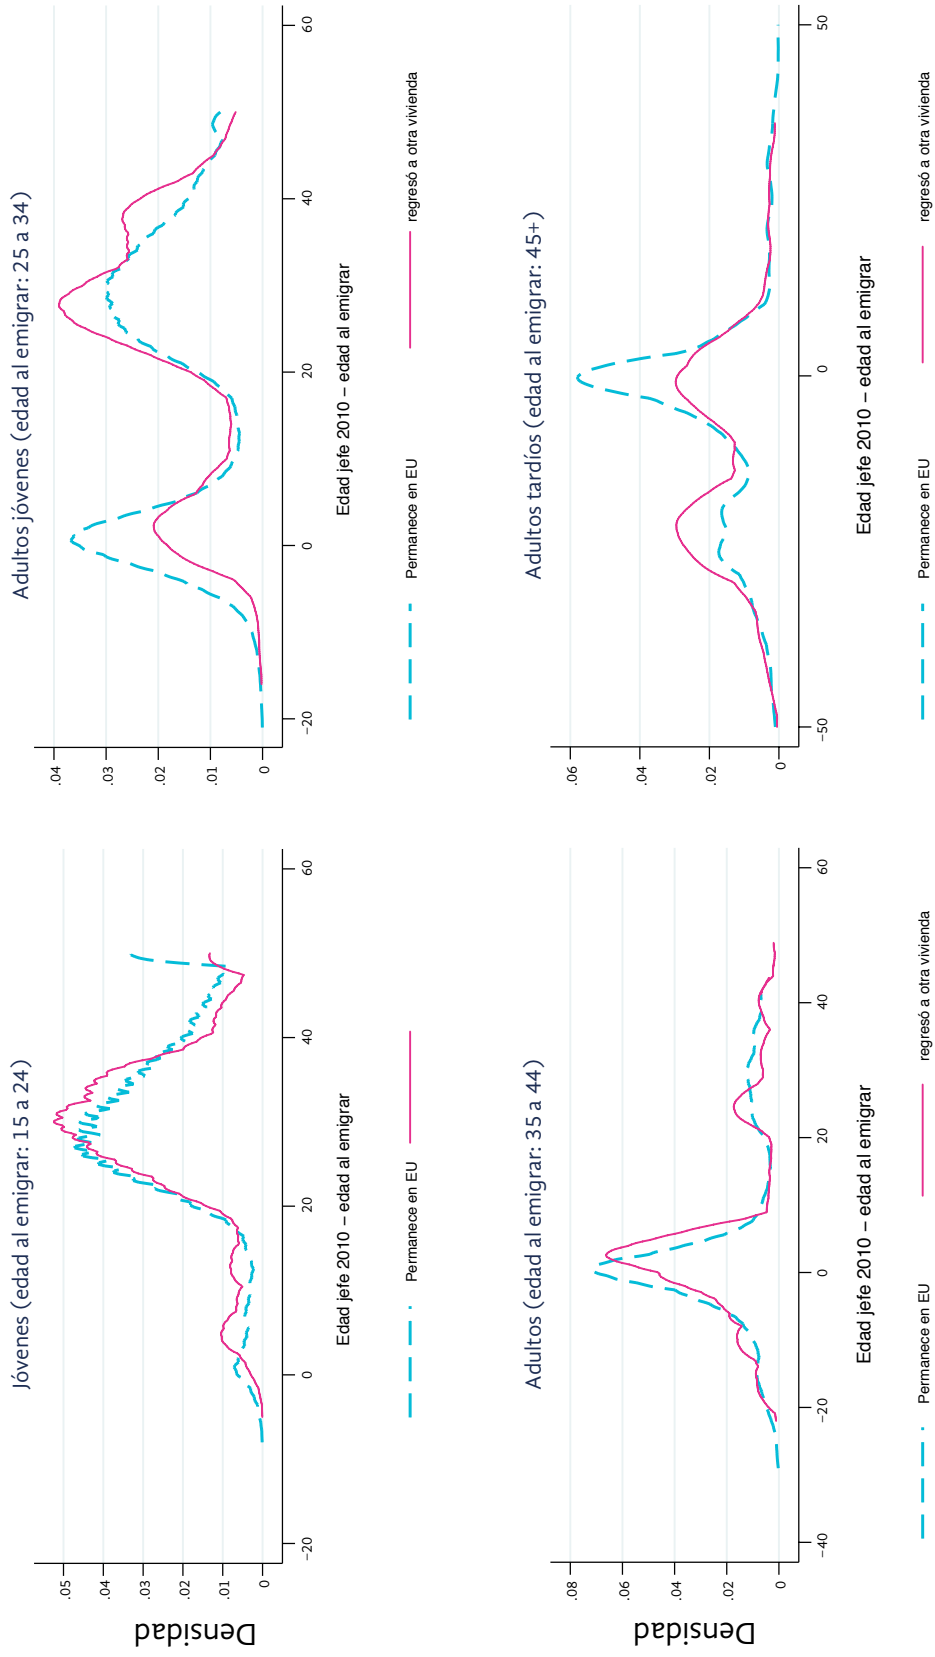 Jóvenes (edad al emigrar: 15 a 24)
Densidad
.05
.04
.03
.02
.01
0
−20
0
20
40
60
Edad jefe 2010 − edad al emigrar
Permanece en EU
Adultos jóvenes (edad al emigrar: 25 a 34)
.04
.03
.02
.01
0
−20
0
20
40
60
Edad jefe 2010 − edad al emigrar
Permanece en EU
regresó a otra vivienda
Adultos (edad al emigrar: 35 a 44)
Densidad
.08
.06
.04
.02
0
−40
−20
0
20
40
60
Edad jefe 2010 − edad al emigrar
Permanece en EU
regresó a otra vivienda
Adultos tardíos (edad al emigrar: 45+)
.06
.04
.02
0
−50
0
50
Edad jefe 2010 − edad al emigrar
Permanece en EU
regresó a otra vivienda